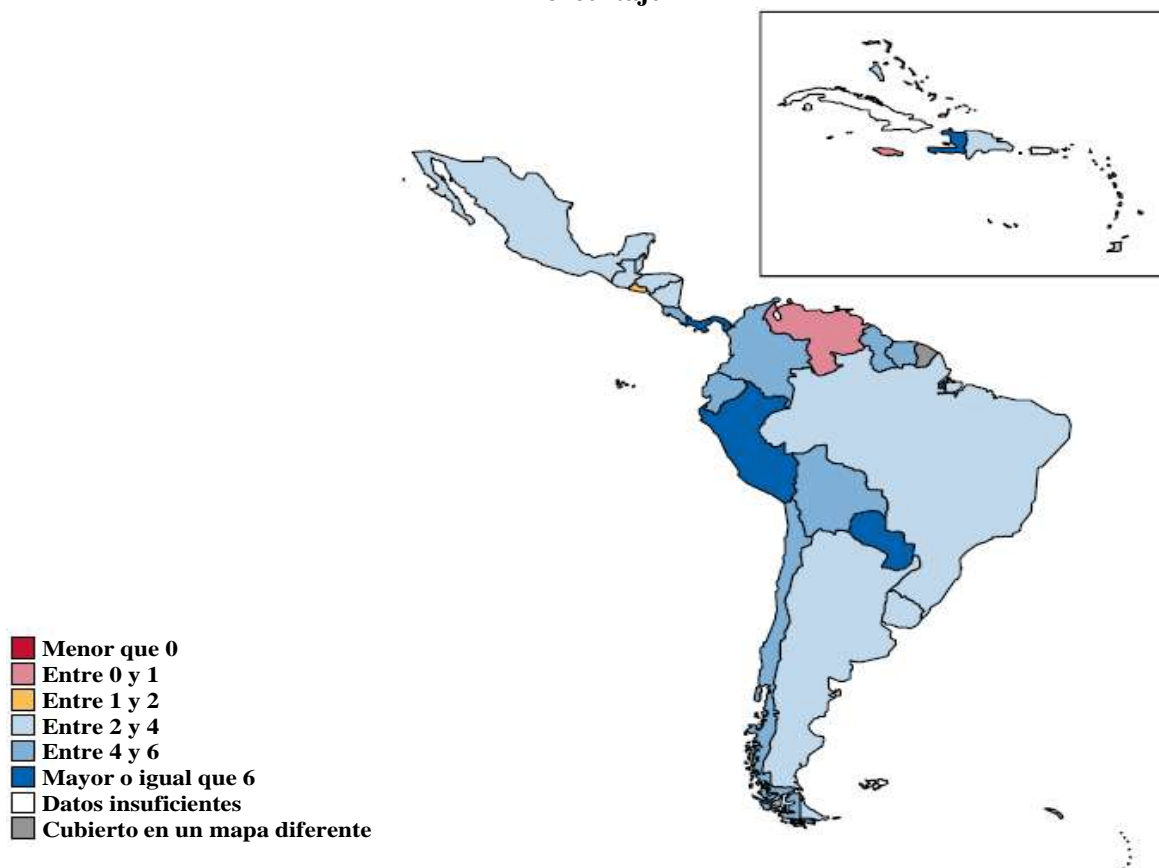 Menor que 0
Entre 0 y 1
Entre 1 y 2
Entre 2 y 4
Entre 4 y 6
Mayor o igual que 6
Datos insuficientes
Cubierto en un mapa diferente